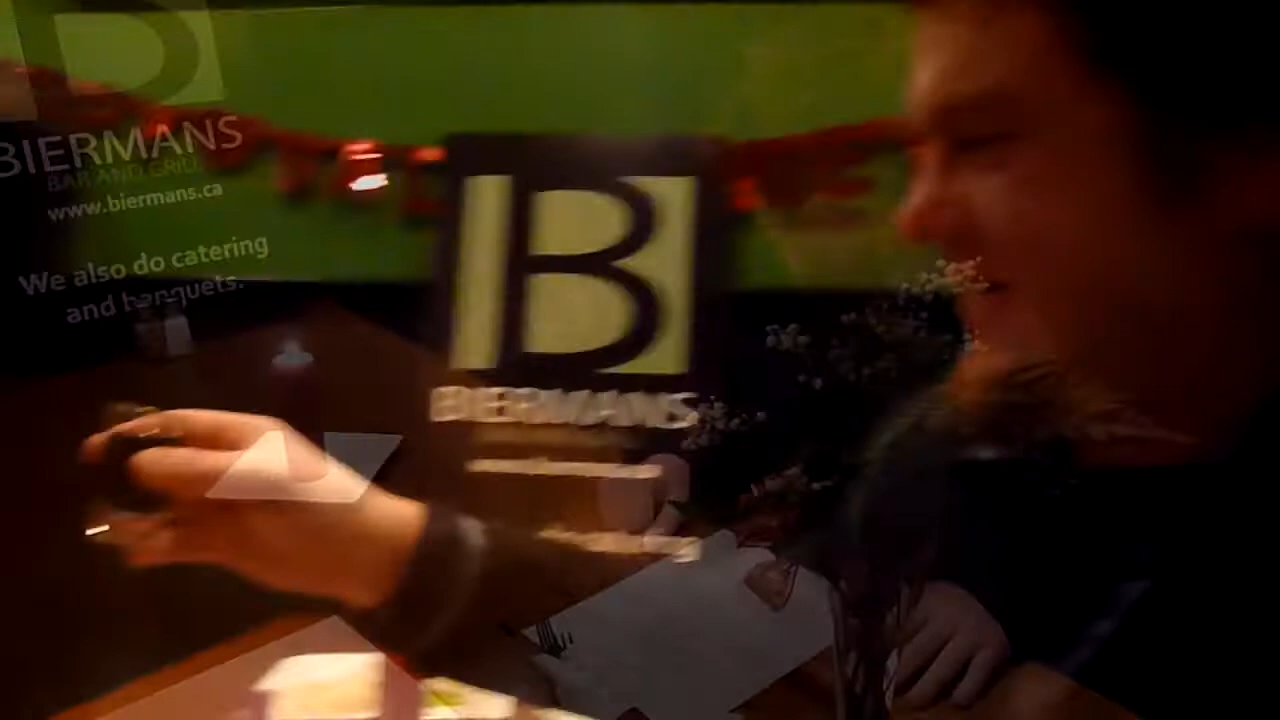 B
BIERMANS
BAR AND GRILL
www.biermans.ca
We also do catering
and banquets.
B
BIERMANS